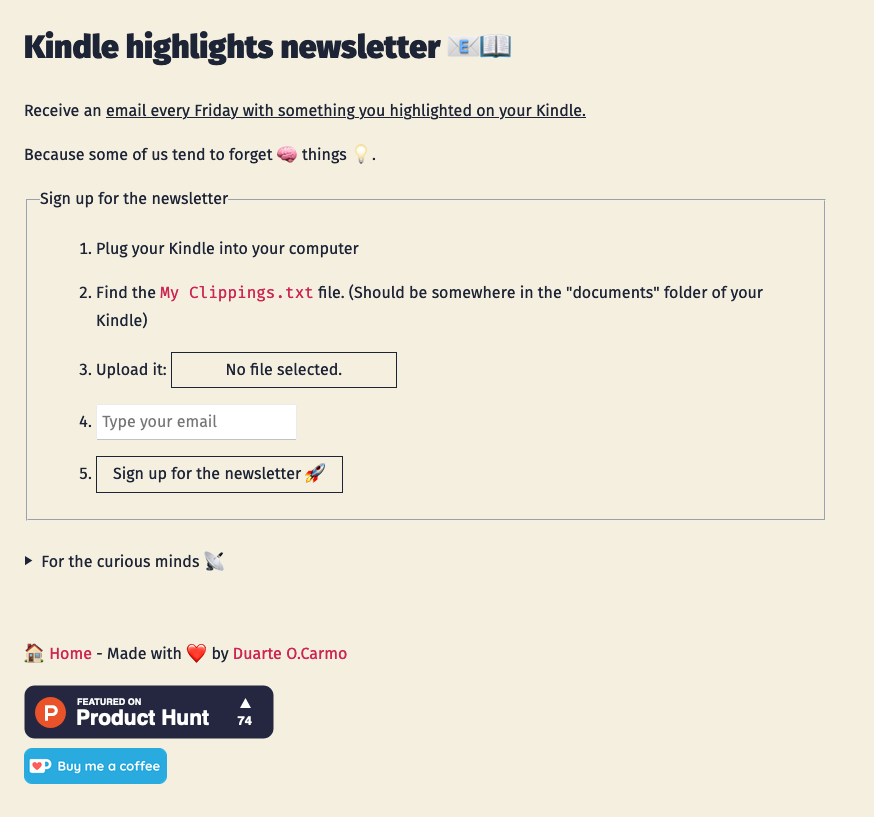 Kindle highlights newsletter 📧📖
Receive an email every Friday with something you highlighted on your Kindle.
Because some of us tend to forget 🧠 things 💡.
Sign up for the newsletter
1. Plug your Kindle into your computer
2. Find the My Clippings.txt file. (Should be somewhere in the "documents" folder of your
Kindle)
3. Upload it: No file selected.
4. Type your email
5. Sign up for the newsletter 🚀
▶ For the curious minds 📡
🏠 Home - Made with ❤️ by Duarte O.Carmo
P FEATURED ON
Product Hunt
▲
74
Buy me a coffee